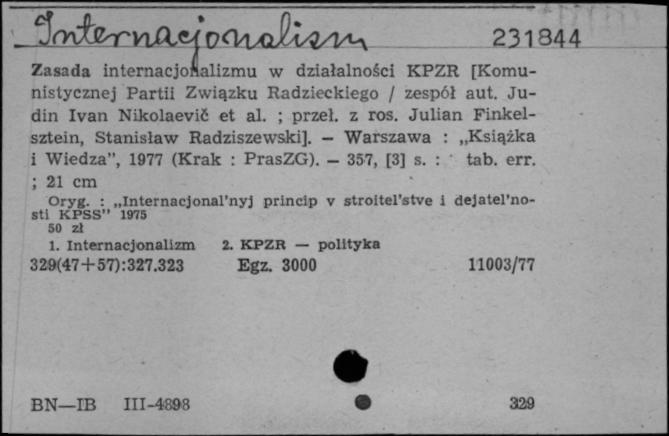 Internacjonalizm 231844
Zasada internacjonalizmu w działalności KPZR [Komu-
nistycznej Partii Związku Radzieckiego / zespół aut. Ju-
din Ivan Nikolaevič et al. ; przeł. z ros. Julian Finkel-
sztein, Stanisław Radziszewski]. — Warszawa : „Książka
i Wiedza”, 1977 (Krak : PrasZG). — 357, [3] s. : tab. err.
; 21 cm
Oryg. : „Internacjonal'nyj princip v stroitel'stve i dejatel'no-
sti KPSS” 1975
50 zł
1. Internacjonalizm 2. KPZR — polityka
329(47+57):327.323 Egz. 3000 11003/77
BN—IB III-4898 329